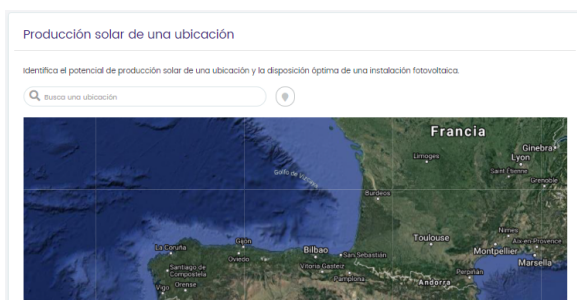 Producción solar de una ubicación
Identifica el potencial de producción solar de una ubicación y la disposición óptima de una instalación fotovoltaica.
Busca una ubicación
Francia
Ginebra
Limoges
Lyon
Saint-Étienne
Grenoble
Golfo de Vizcaya
Burdeos
Nimes
Toulouse
Aix-en-Provence
Montpellier
Marsella
La Coruña
Gijón
Oviedo
Bilbao
San Sebastián
Santiago de
Compostela
Vitoria Gasteiz
Pamplona
Perpiñán
Andorra
Vigo
Orense